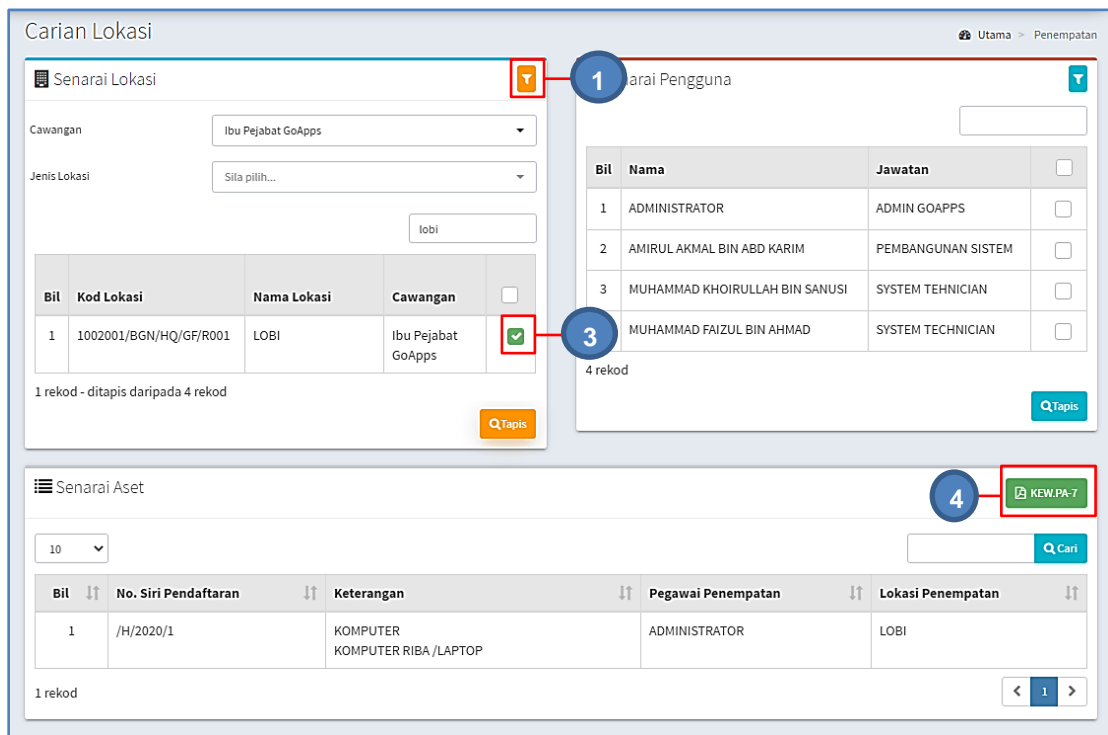 Carian Lokasi
Utama > Penempatan
Senarai Lokasi
1
Cawangan
Ibu Pejabat GoApps
Jenis Lokasi
Sila pilih...
lobi
Bil Kod Lokasi Nama Lokasi Cawangan
1 1002001/BGN/HQ/GF/R001 LOBI Ibu Pejabat
GoApps
3
1 rekod - ditapis daripada 4 rekod
Tapis
arai Pengguna
Bil Nama Jawatan
1 ADMINISTRATOR ADMIN GOAPPS
2 AMIRUL AKMAL BIN ABD KARIM PEMBANGUNAN SISTEM
3 MUHAMMAD KHOIRULLAH BIN SANUSI SYSTEM TEHNICIAN
MUHAMMAD FAIZUL BIN AHMAD SYSTEM TECHNICIAN
4 rekod
Tapis
Senarai Aset
4
KEW.PA-7
10
Cari
Bil No. Siri Pendaftaran Keterangan Pegawai Penempatan Lokasi Penempatan
1 /H/2020/1 KOMPUTER ADMINISTRATOR LOBI
KOMPUTER RIBA /LAPTOP
1 rekod
< 1 >